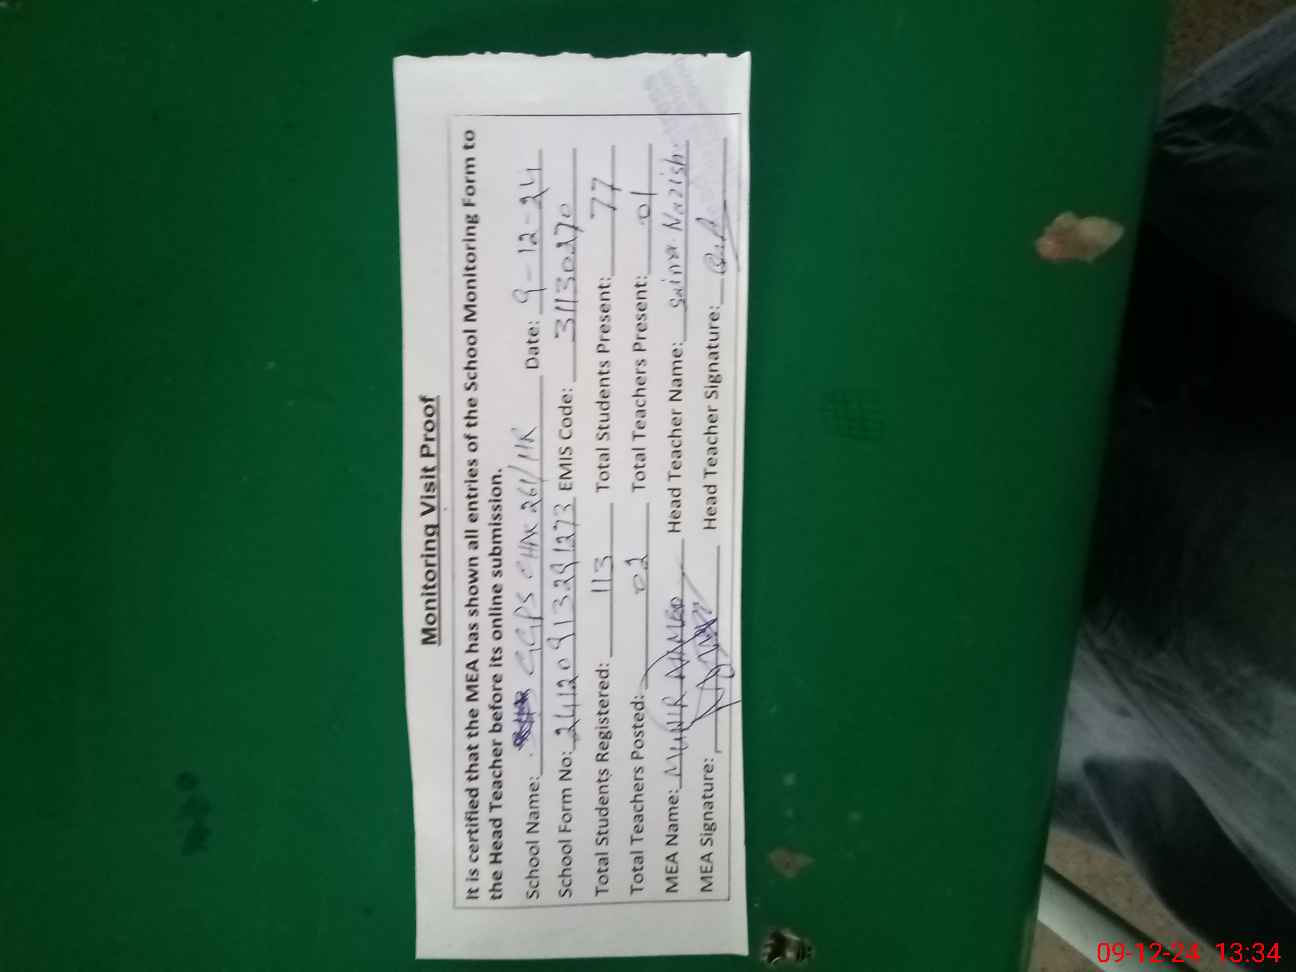 Monitoring Visit Proof
It is certified that the MEA has shown all entries of the School Monitoring Form to
the Head Teacher before its online submission.
School Name: GGPS CHAK 261/HR Date: 9-12-24
School Form No: 24120913291273 EMIS Code: 31130270
Total Students Registered: 113 Total Students Present: 77
Total Teachers Posted: 02 Total Teachers Present: 01
MEA Name: MUNIR Head Teacher Name: Saima Nazish
MEA Signature: Head Teacher Signature:
09-12-24 13:34